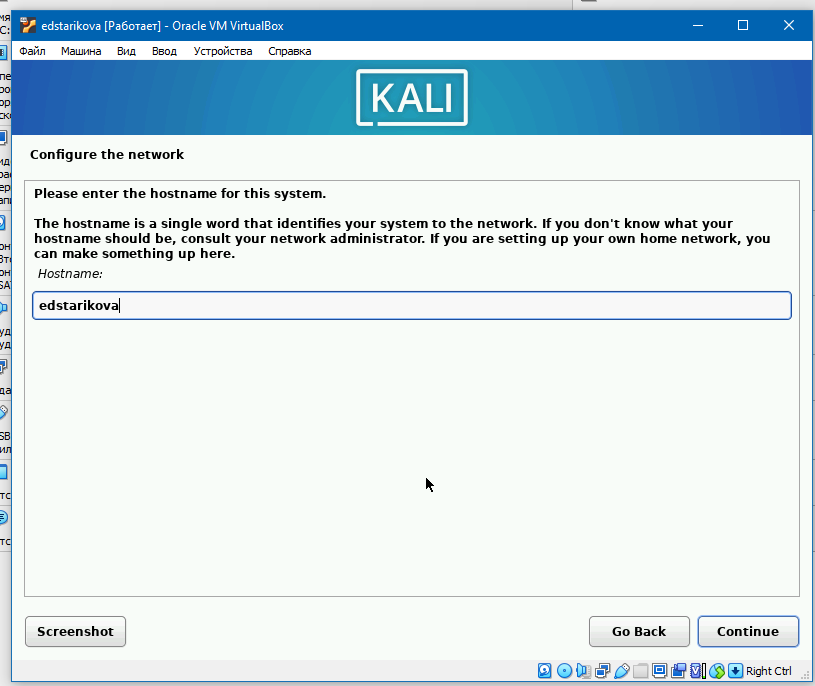 edstarikova [Работает] - Oracle VM VirtualBox
Файл Машина Вид Ввод Устройства Справка
KALI
Configure the network
Please enter the hostname for this system.
The hostname is a single word that identifies your system to the network. If you don't know what your
hostname should be, consult your network administrator. If you are setting up your own home network, you
can make something up here.
Hostname:
edstarikova
Screenshot Go Back Continue
Right Ctrl